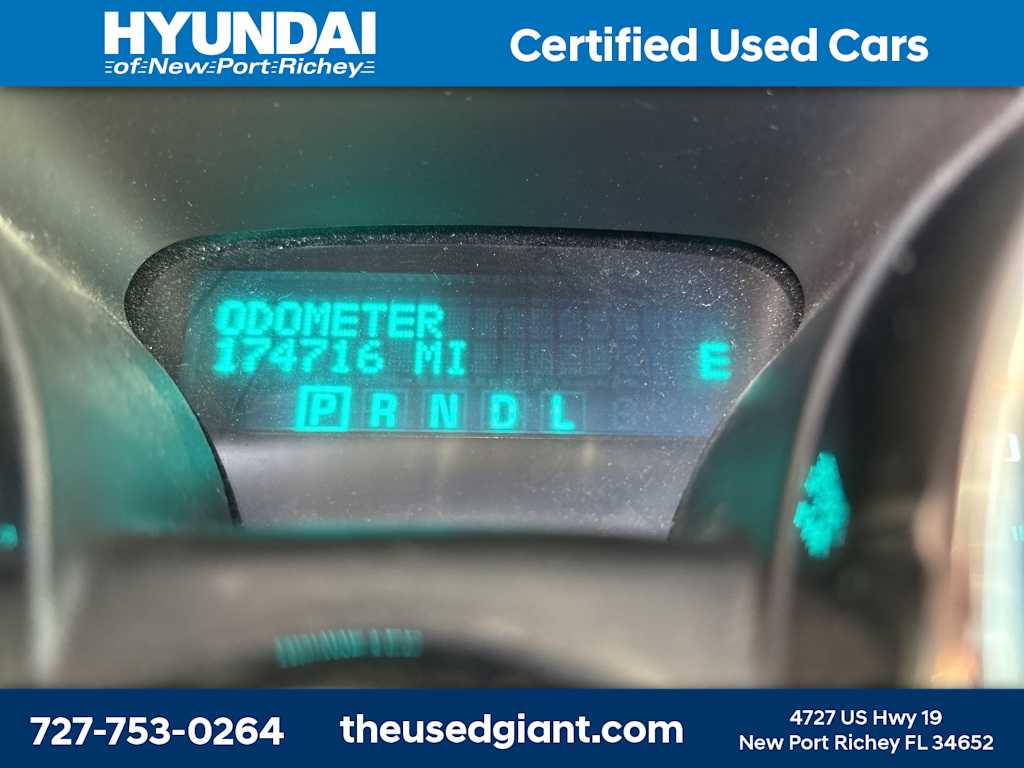 HYUNDAI
of New Port Richey
Certified Used Cars
ODOMETER
174716 MI
E
P R N D L
727-753-0264
theusedgiant.com
4727 US Hwy 19
New Port Richey FL 34652